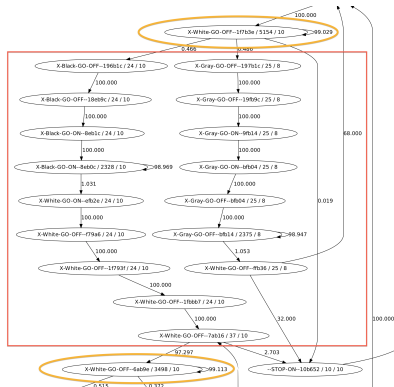 100.000
X-White-GO-OFF--1f7b3e / 5154 / 10
99.029
0.466
X-Black-GO-OFF--196b1c / 24 / 10
X-Gray-GO-OFF--197b1c / 25 / 8
100.000
100.000
X-Black-GO-OFF--18eb9c / 24 / 10
X-Gray-GO-OFF--19fb9c / 25 / 8
100.000
100.000
X-Black-GO-ON--8eb1c / 24 / 10
X-Gray-GO-ON--9fb14 / 25 / 8
68.000
100.000
100.000
X-Black-GO-ON--8eb0c / 2328 / 10
98.969
X-Gray-GO-ON--bfb04 / 25 / 8
1.031
100.000
X-White-GO-ON--efb2e / 24 / 10
X-Gray-GO-OFF--bfb04 / 25 / 8
0.019
100.000
100.000
X-White-GO-OFF--f79a6 / 24 / 10
X-Gray-GO-OFF--bfb14 / 2375 / 8
98.947
100.000
1.053
X-White-GO-OFF--1f793f / 24 / 10
X-White-GO-OFF--ffb36 / 25 / 8
100.000
X-White-GO-OFF--1fbbb7 / 24 / 10
100.000
32.000
100.000
X-White-GO-OFF--7ab16 / 37 / 10
97.297
2.703
X-White-GO-OFF--6ab9e / 3498 / 10
99.113
--STOP-ON--10b652 / 10 / 10
0.515
0.372